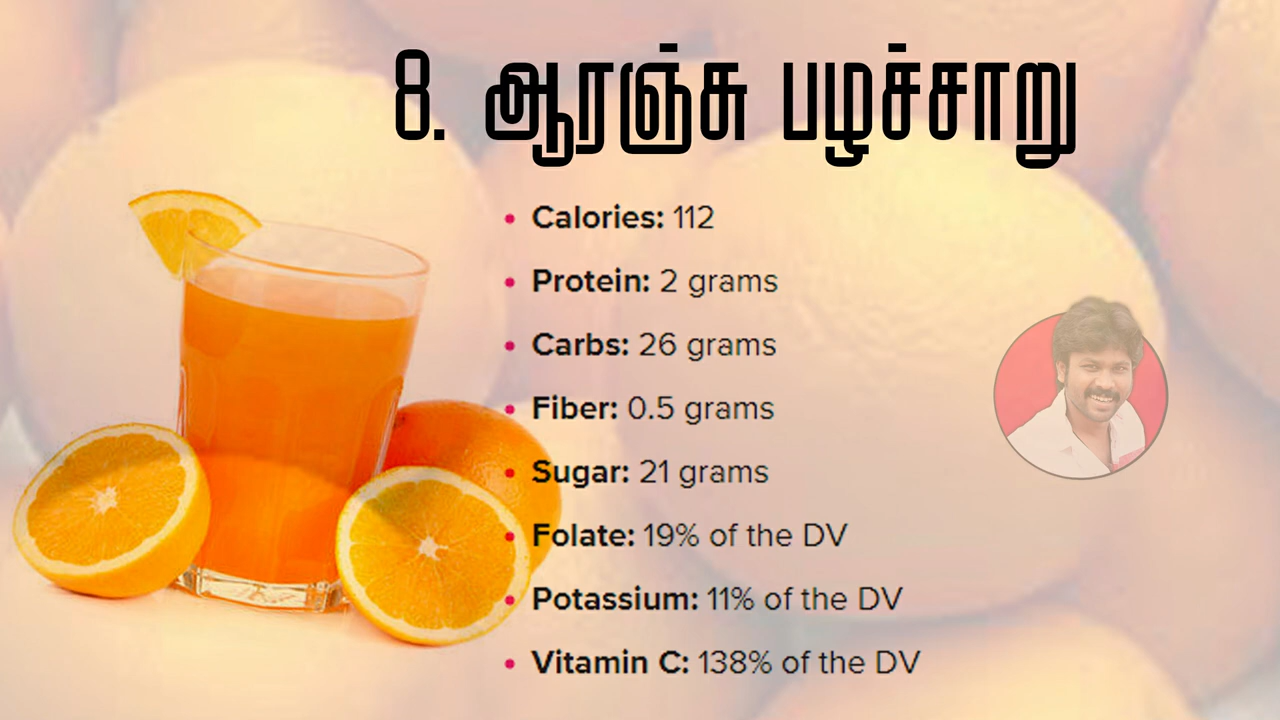 8. ஆரஞ்சு பழச்சாறு
• Calories: 112
• Protein: 2 grams
• Carbs: 26 grams
• Fiber: 0.5 grams
• Sugar: 21 grams
• Folate: 19% of the DV
• Potassium: 11% of the DV
• Vitamin C: 138% of the DV